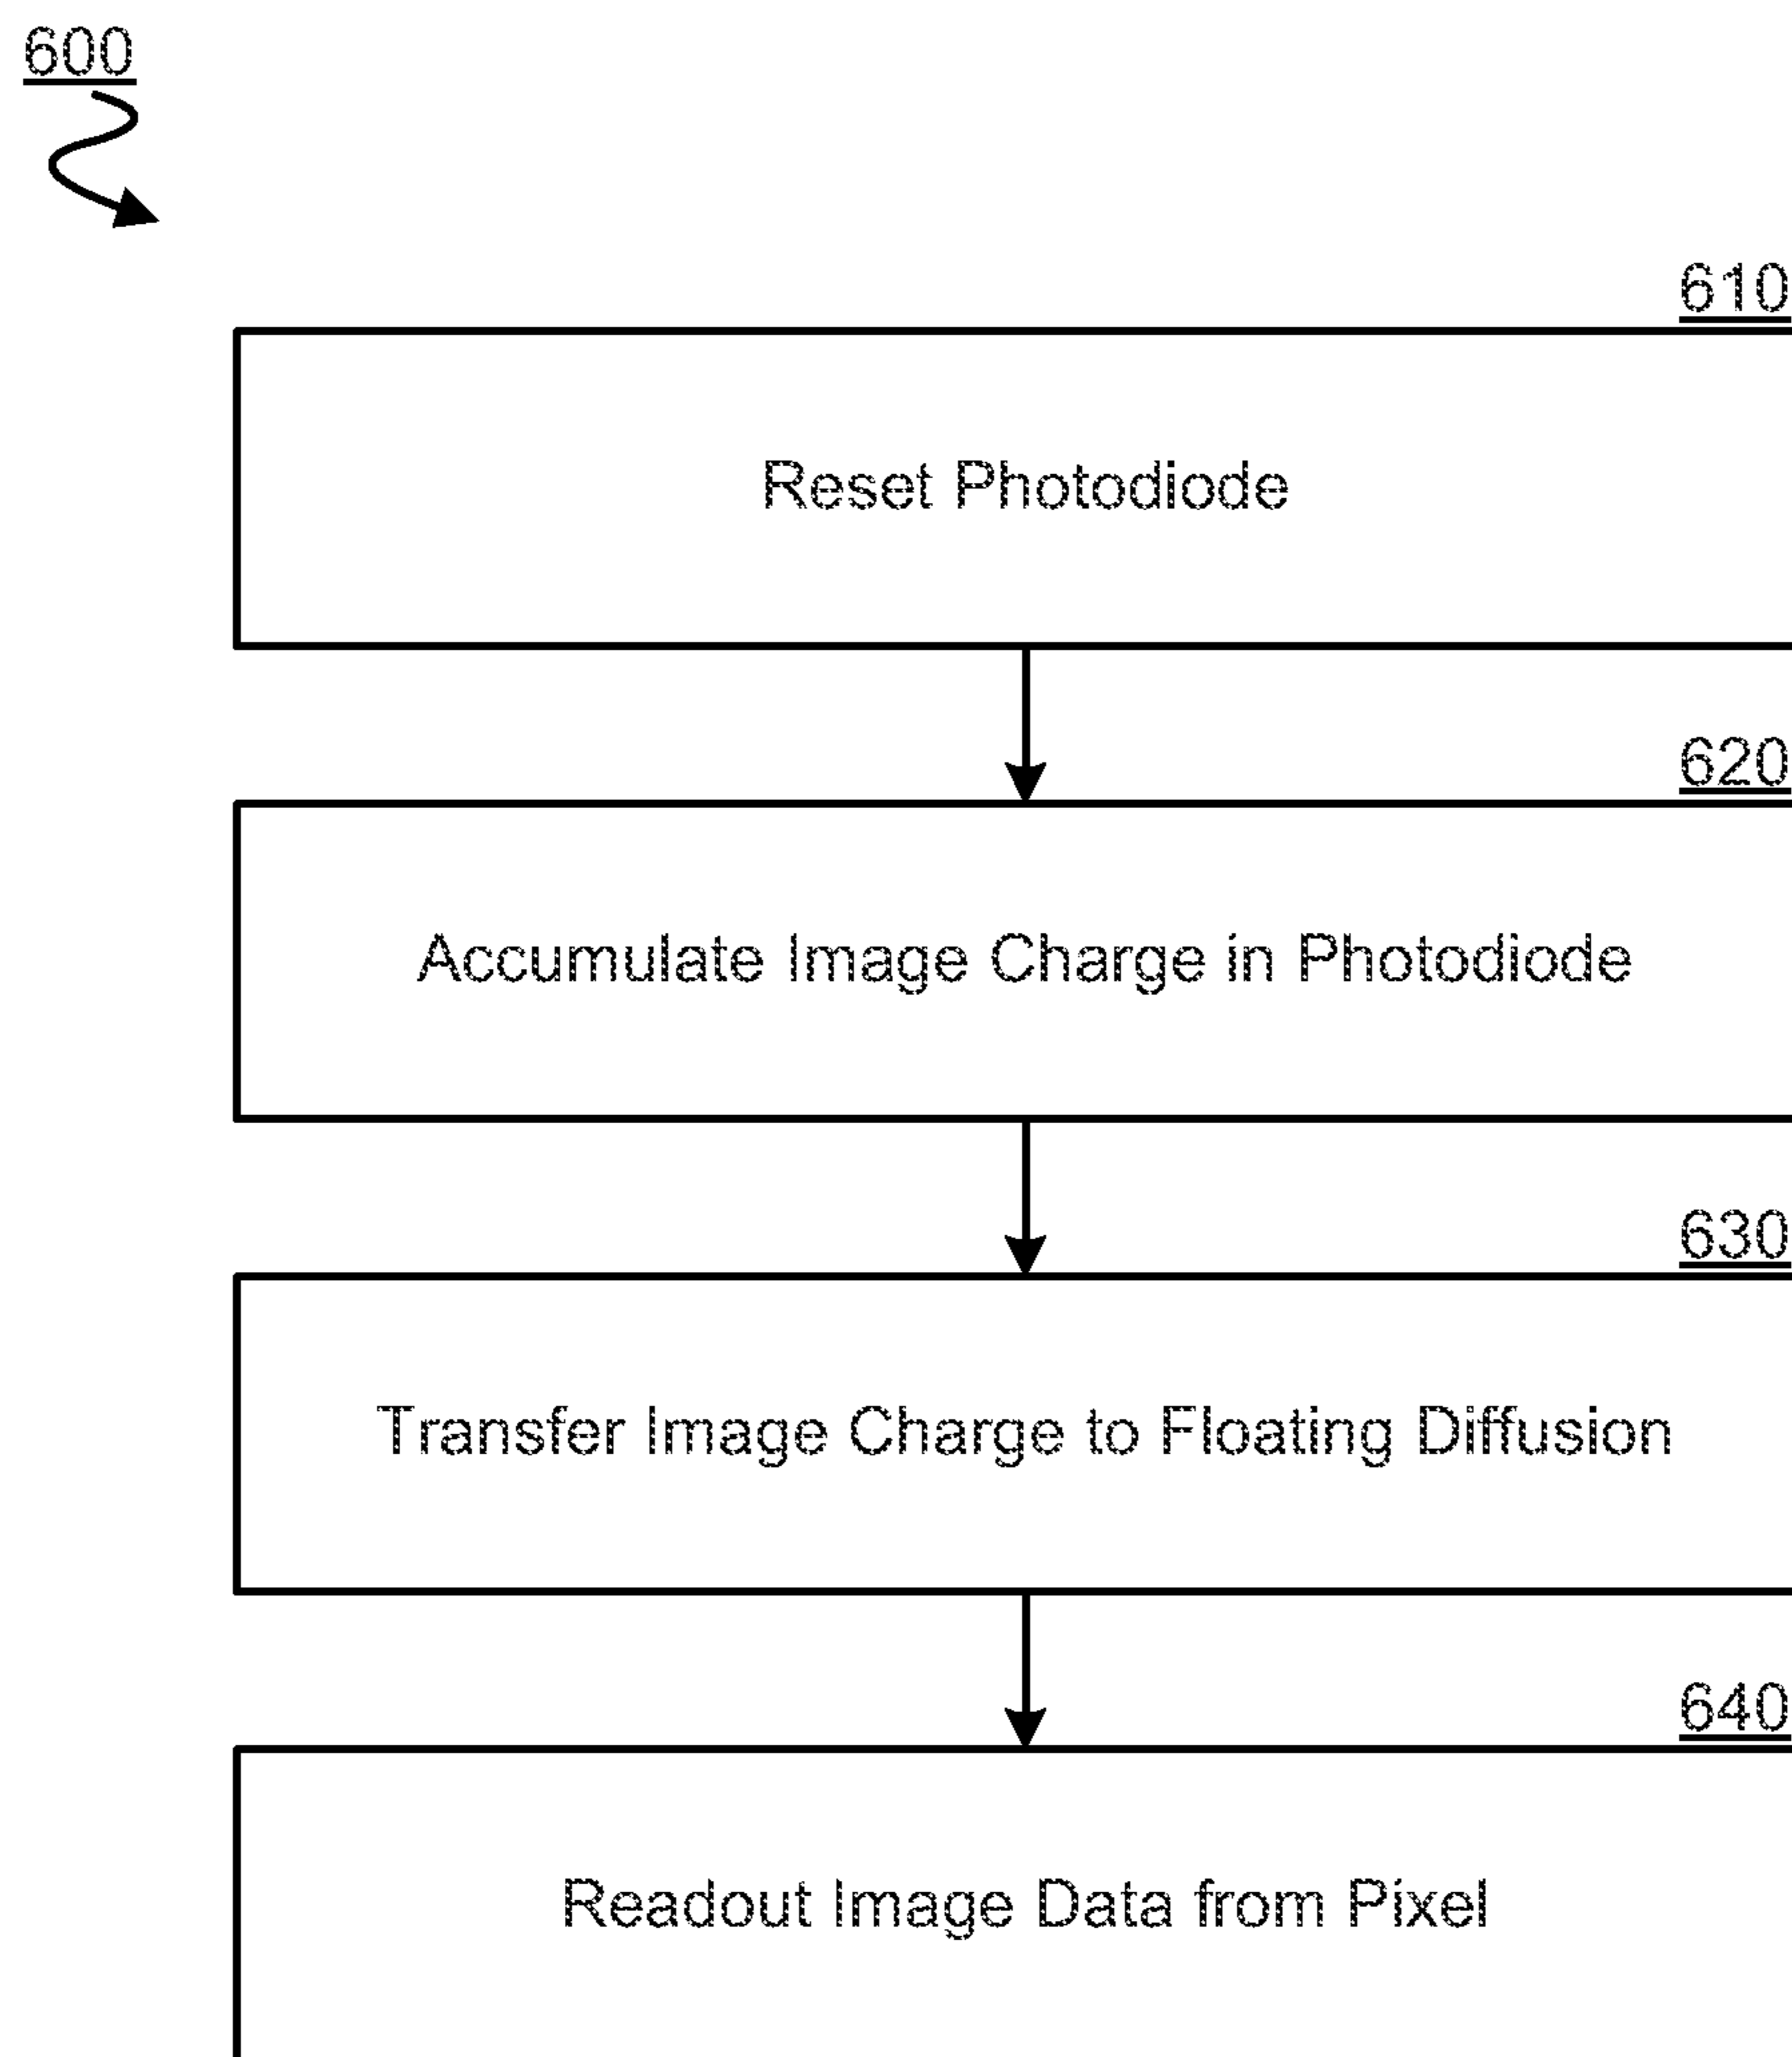 600
610
Reset Photodiode
620
Accumulate Image Charge in Photodiode
630
Transfer Image Charge to Floating Diffusion
640
Readout Image Data from Pixel